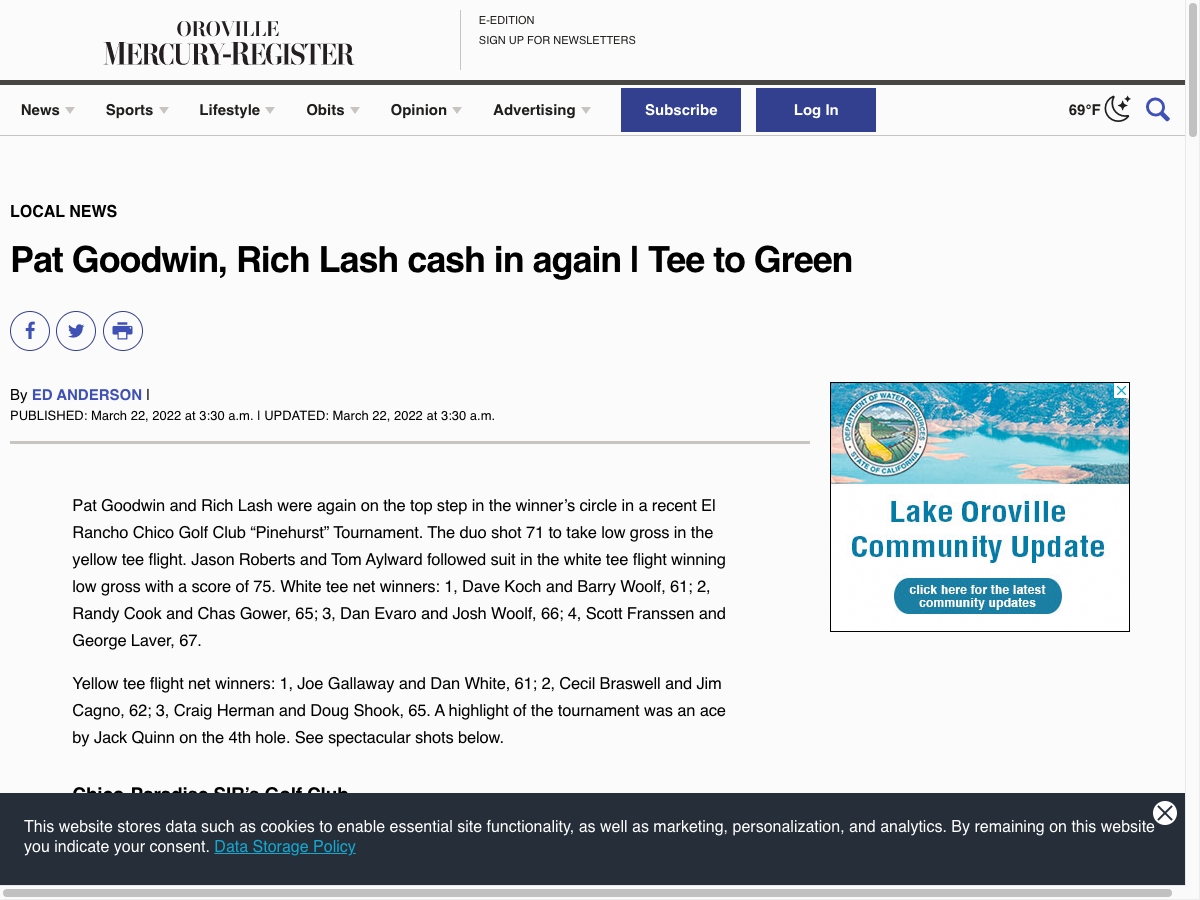 OROVILLE
MERCURY-REGISTER
E-EDITION
SIGN UP FOR NEWSLETTERS
News
Sports
Lifestyle
Obits
Opinion
Advertising
Subscribe
Log In
69°F
LOCAL NEWS
Pat Goodwin, Rich Lash cash in again | Tee to Green
By ED ANDERSON |
PUBLISHED: March 22, 2022 at 3:30 a.m. | UPDATED: March 22, 2022 at 3:30 a.m.
DEPARTMENT OF WATER RESOURCES
STATE OF CALIFORNIA
Lake Oroville
Community Update
click here for the latest
community updates
Pat Goodwin and Rich Lash were again on the top step in the winner’s circle in a recent El
Rancho Chico Golf Club “Pinehurst” Tournament. The duo shot 71 to take low gross in the
yellow tee flight. Jason Roberts and Tom Aylward followed suit in the white tee flight winning
low gross with a score of 75. White tee net winners: 1, Dave Koch and Barry Woolf, 61; 2,
Randy Cook and Chas Gower, 65; 3, Dan Evaro and Josh Woolf, 66; 4, Scott Franssen and
George Laver, 67.
Yellow tee flight net winners: 1, Joe Gallaway and Dan White, 61; 2, Cecil Braswell and Jim
Cagno, 62; 3, Craig Herman and Doug Shook, 65. A highlight of the tournament was an ace
by Jack Quinn on the 4th hole. See spectacular shots below.
Chico-Paradise SIR’s Golf Club
This website stores data such as cookies to enable essential site functionality, as well as marketing, personalization, and analytics. By remaining on this website
you indicate your consent. Data Storage Policy